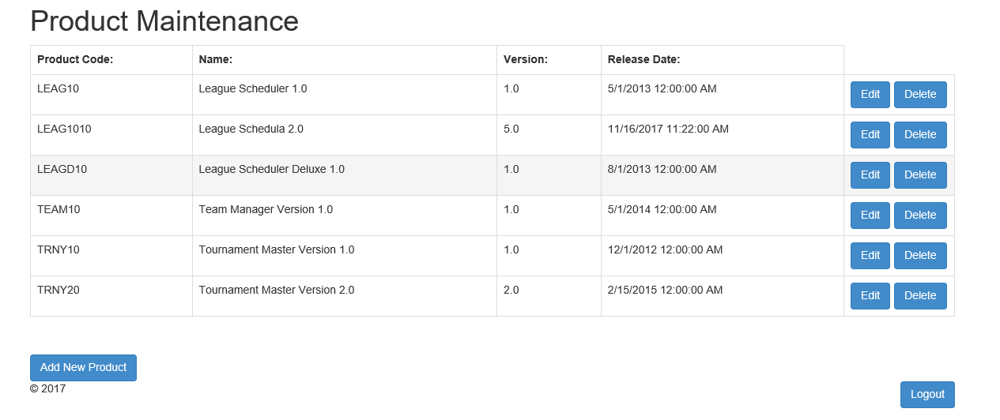 Product Maintenance
Product Code: Name: Version: Release Date:
LEAG10 League Scheduler 1.0 1.0 5/1/2013 12:00:00 AM Edit Delete
LEAG1010 League Schedula 2.0 5.0 11/16/2017 11:22:00 AM Edit Delete
LEAGD10 League Scheduler Deluxe 1.0 1.0 8/1/2013 12:00:00 AM Edit Delete
TEAM10 Team Manager Version 1.0 1.0 5/1/2014 12:00:00 AM Edit Delete
TRNY10 Tournament Master Version 1.0 1.0 12/1/2012 12:00:00 AM Edit Delete
TRNY20 Tournament Master Version 2.0 2.0 2/15/2015 12:00:00 AM Edit Delete
Add New Product
© 2017
Logout